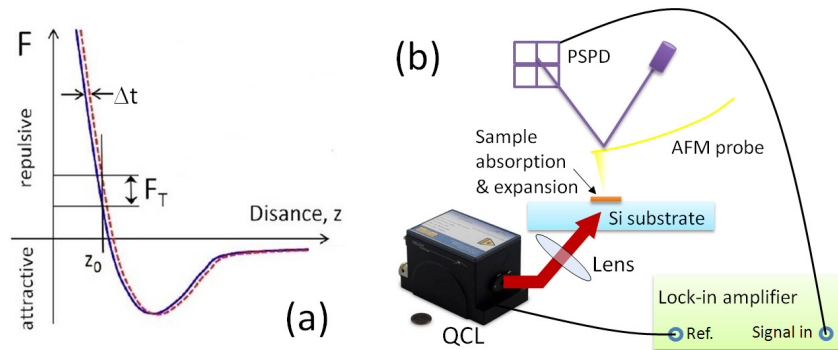 F
repulsive
attractive
Δt
F_T
Disance, z
z₀
(a)
(b)
PSPD
Sample
absorption
& expansion
AFM probe
Si substrate
Lens
QCL
Lock-in amplifier
Ref.
Signal in